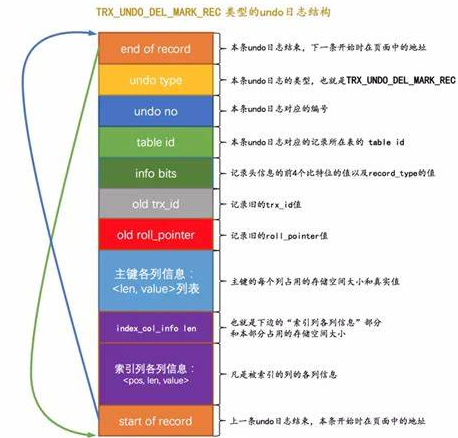 TRX_UNDO_DEL_MARK_REC 类型的undo日志结构
end of record
本条undo日志结束，下一条开始时在页面中的地址
undo type
本条undo日志的类型，也就是TRX_UNDO_DEL_MARK_REC
undo no
本条undo日志对应的编号
table id
本条undo日志对应的记录所在表的 table id
info bits
记录头信息的前4个比特位的值以及record_type的值
old trx_id
记录旧的trx_id值
old roll_pointer
记录旧的roll_pointer值
主键各列信息：
<len, value>列表
主键的每个列占用的存储空间大小和真实值
index_col_info len
也就是下边的“索引列各列信息”部分
和本部分占用的存储空间大小
索引列各列信息：
<pos, len, value>
凡是被索引的列的各列信息
start of record
上一条undo日志结束，本条开始时在页面中的地址